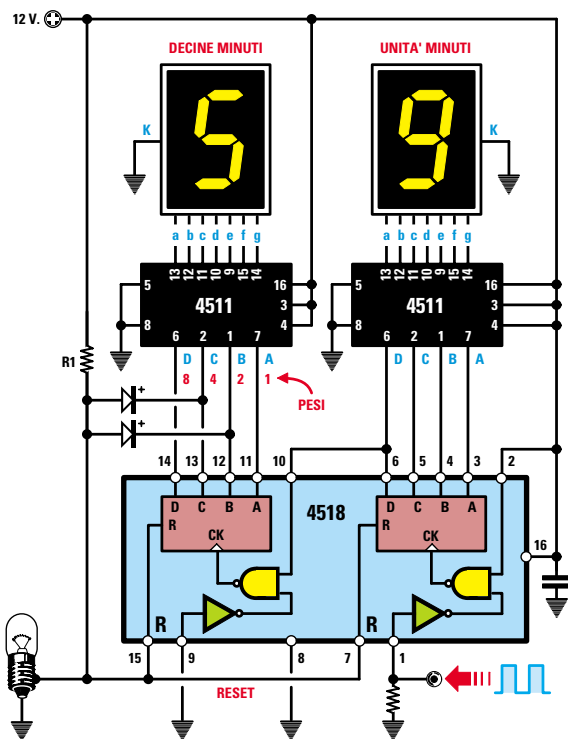 12 V.
DECINE MINUTI
UNITA' MINUTI
K
K
5
9
a b c d e f g
a b c d e f g
13 12 11 10 9 15 14
13 12 11 10 9 15 14
5
16
4511
3
8
4
5
16
4511
3
8
4
6 2 1 7
6 2 1 7
D C B A
D C B A
8 4 2 1
R1
+
PESI
+
14 13 12 11 10
6 5 4 3 2
D C B A
4518
D C B A
R
R
CK
CK
16
R
R
15 9 8 7 1
RESET